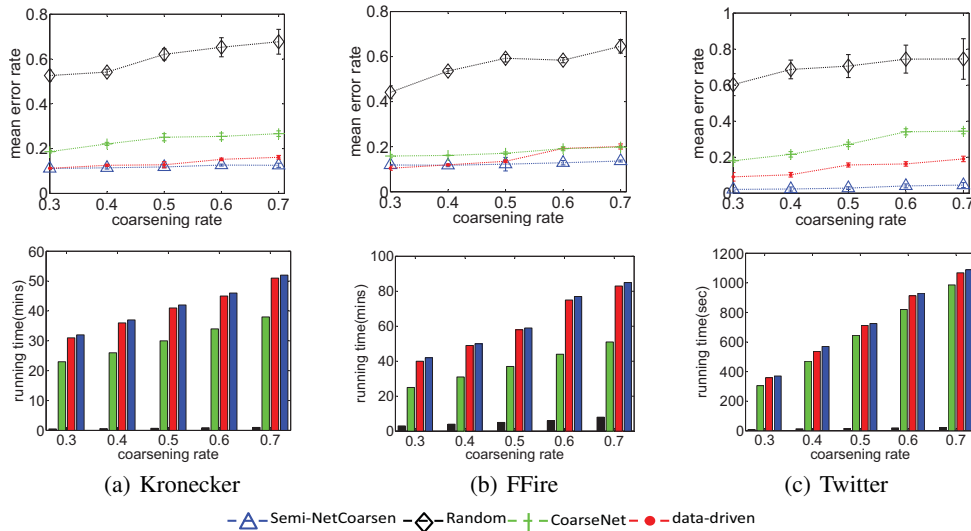 mean error rate
0.8
0.6
0.4
0.2
0
0.3 0.4 0.5 0.6 0.7
coarsening rate
mean error rate
0.8
0.6
0.4
0.2
0
0.3 0.4 0.5 0.6 0.7
coarsening rate
mean error rate
1
0.8
0.6
0.4
0.2
0
0.3 0.4 0.5 0.6 0.7
coarsening rate
running time(mins)
60
50
40
30
20
10
0
0.3 0.4 0.5 0.6 0.7
coarsening rate
running time(mins)
100
80
60
40
20
0
0.3 0.4 0.5 0.6 0.7
coarsening rate
running time(sec)
1200
1000
800
600
400
200
0
0.3 0.4 0.5 0.6 0.7
coarsening rate
(a) Kronecker
(b) FFire
(c) Twitter
Semi-NetCoarsen Random CoarseNet data-driven